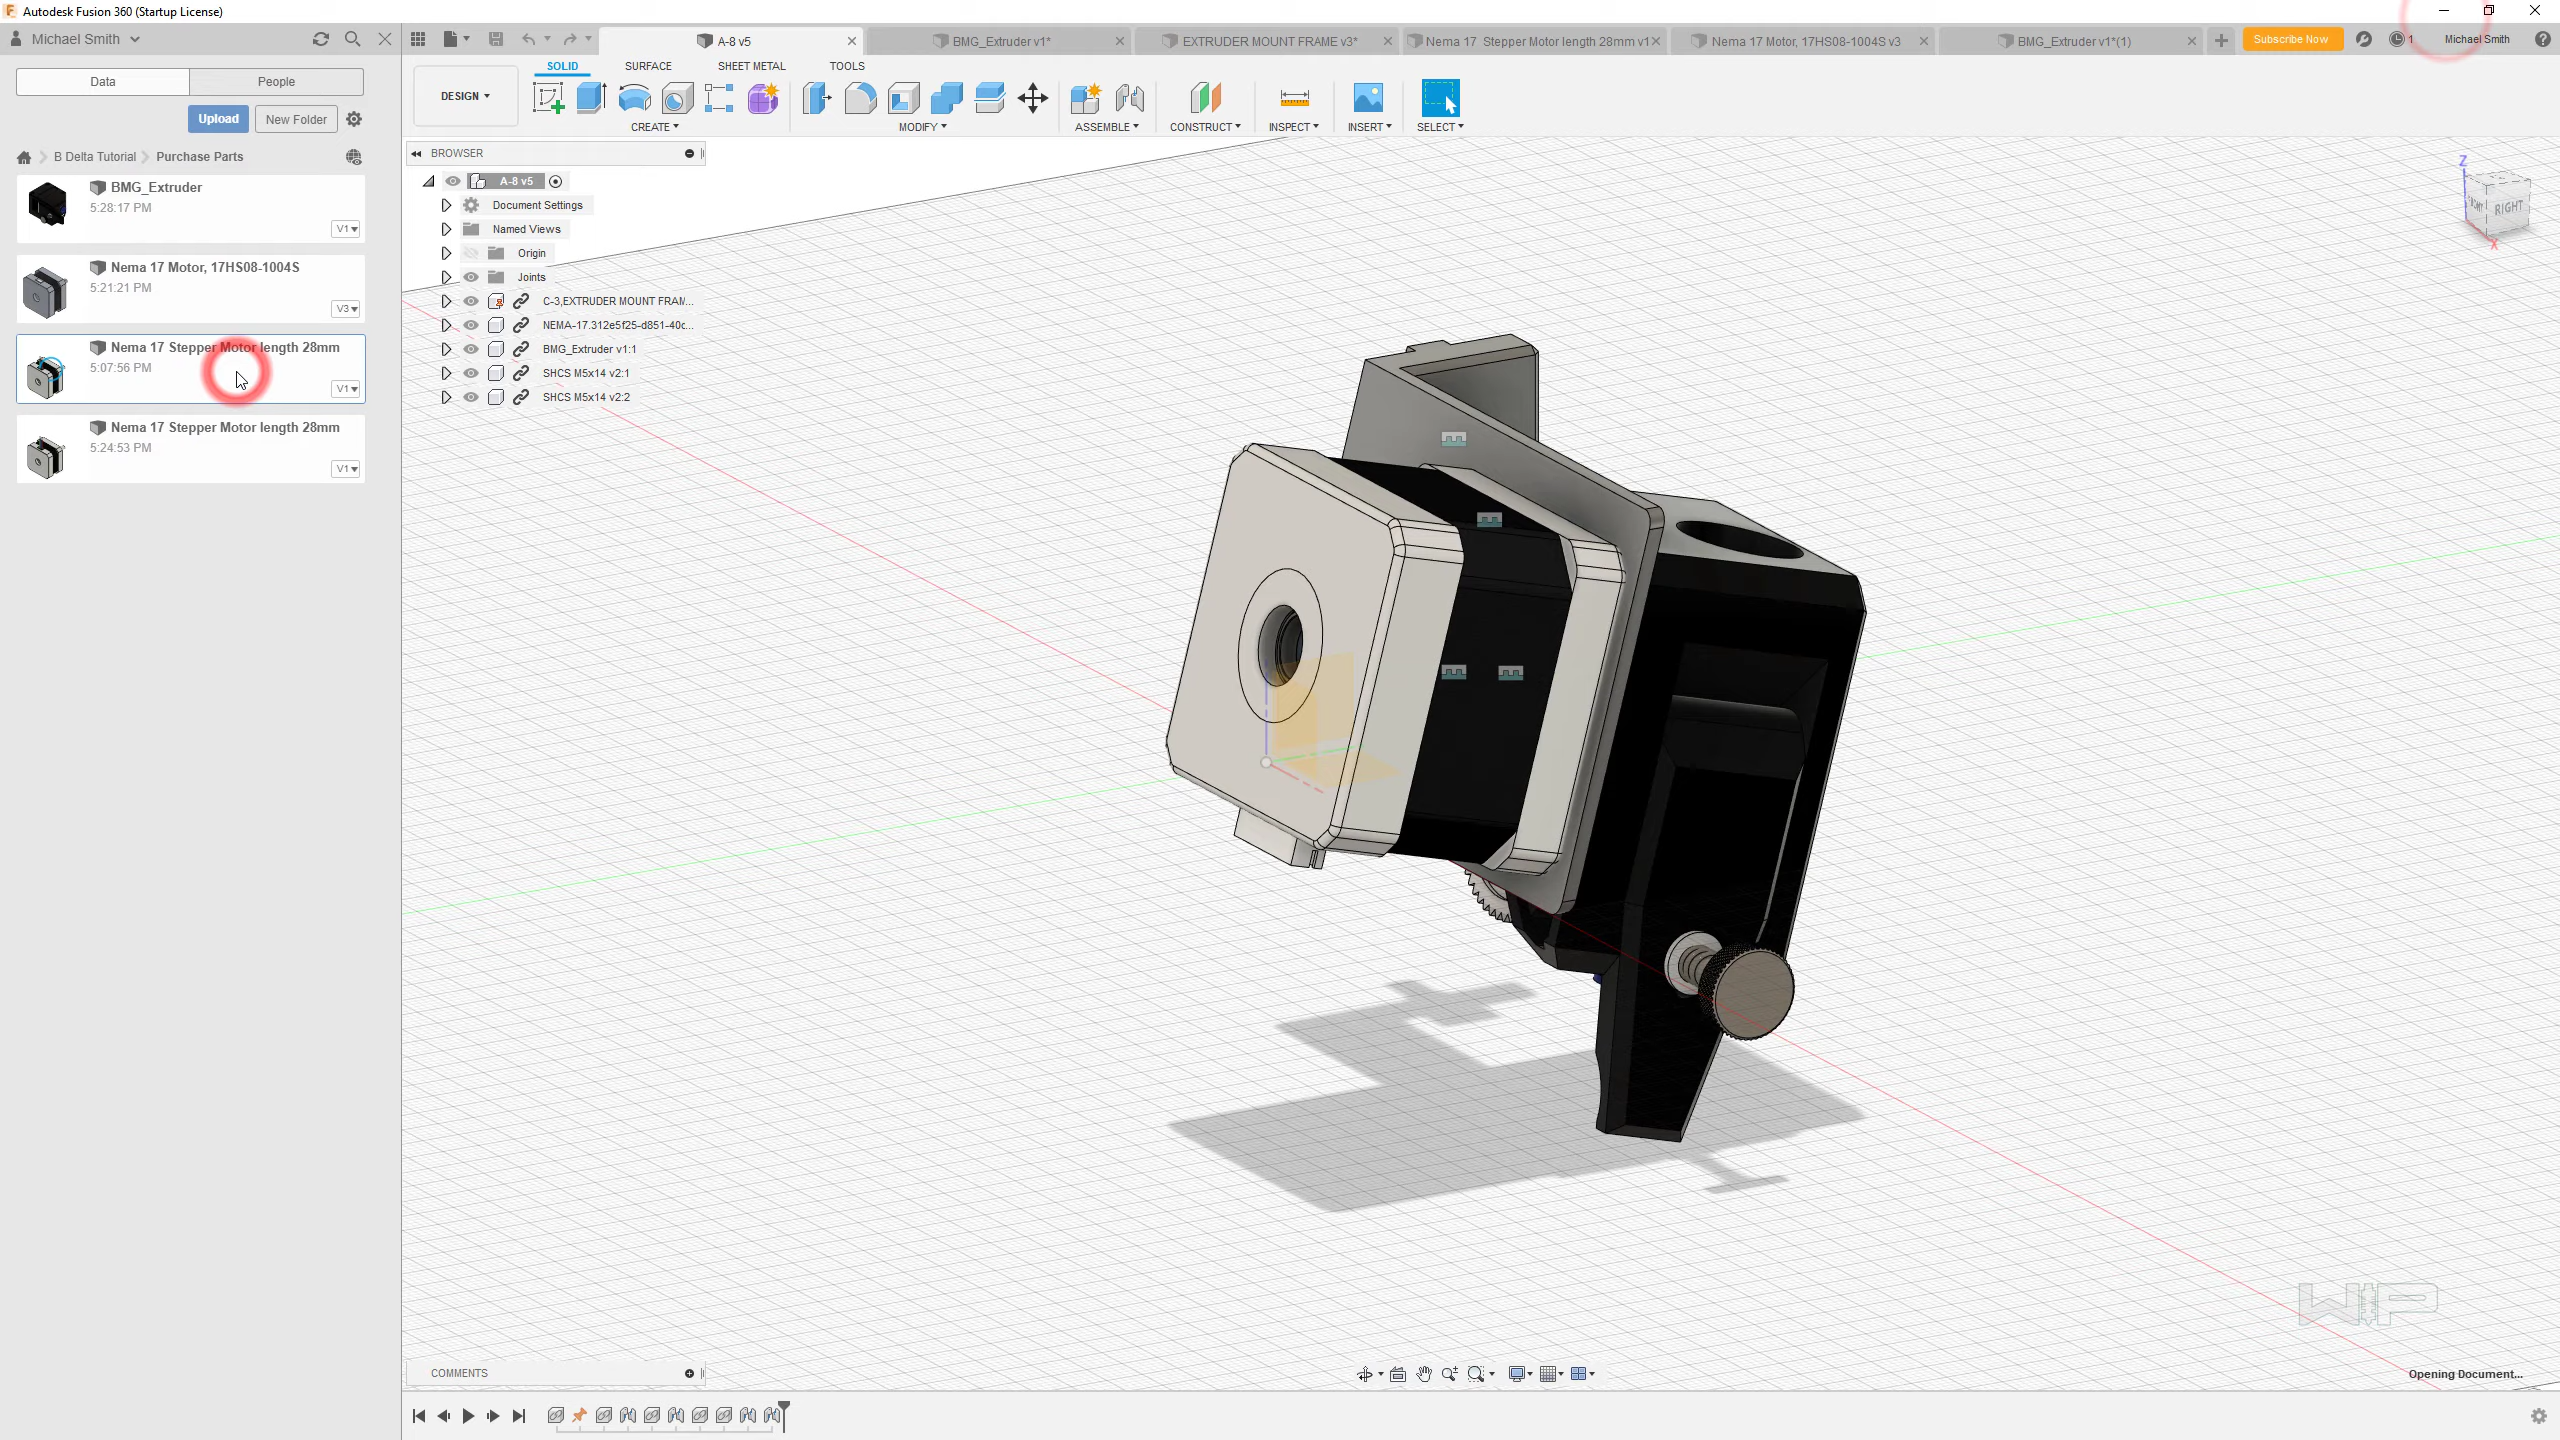 Autodesk Fusion 360 (Startup License)
Michael Smith
A-8 v5
BMG_Extruder v1*
EXTRUDER MOUNT FRAME v3*
Nema 17 Stepper Motor length 28mm v1
Nema 17 Motor, 17HS08-1004S v3
BMG_Extruder v1*(1)
Subscribe Now
1
Michael Smith
Data
People
SOLID
SURFACE
SHEET METAL
TOOLS
DESIGN
CREATE
MODIFY
ASSEMBLE
CONSTRUCT
INSPECT
INSERT
SELECT
Upload
New Folder
B Delta Tutorial
Purchase Parts
BMG_Extruder
5:28:17 PM
V1
Nema 17 Motor, 17HS08-1004S
5:21:21 PM
V3
Nema 17 Stepper Motor length 28mm
5:07:56 PM
V1
Nema 17 Stepper Motor length 28mm
5:24:53 PM
V1
BROWSER
A-8 v5
Document Settings
Named Views
Origin
Joints
C-3,EXTRUDER MOUNT FRAM...
NEMA-17.312e5f25-d851-40c...
BMG_Extruder v1:1
SHCS M5x14 v2:1
SHCS M5x14 v2:2
Z
RIGHT
X
WIP
COMMENTS
Opening Document...